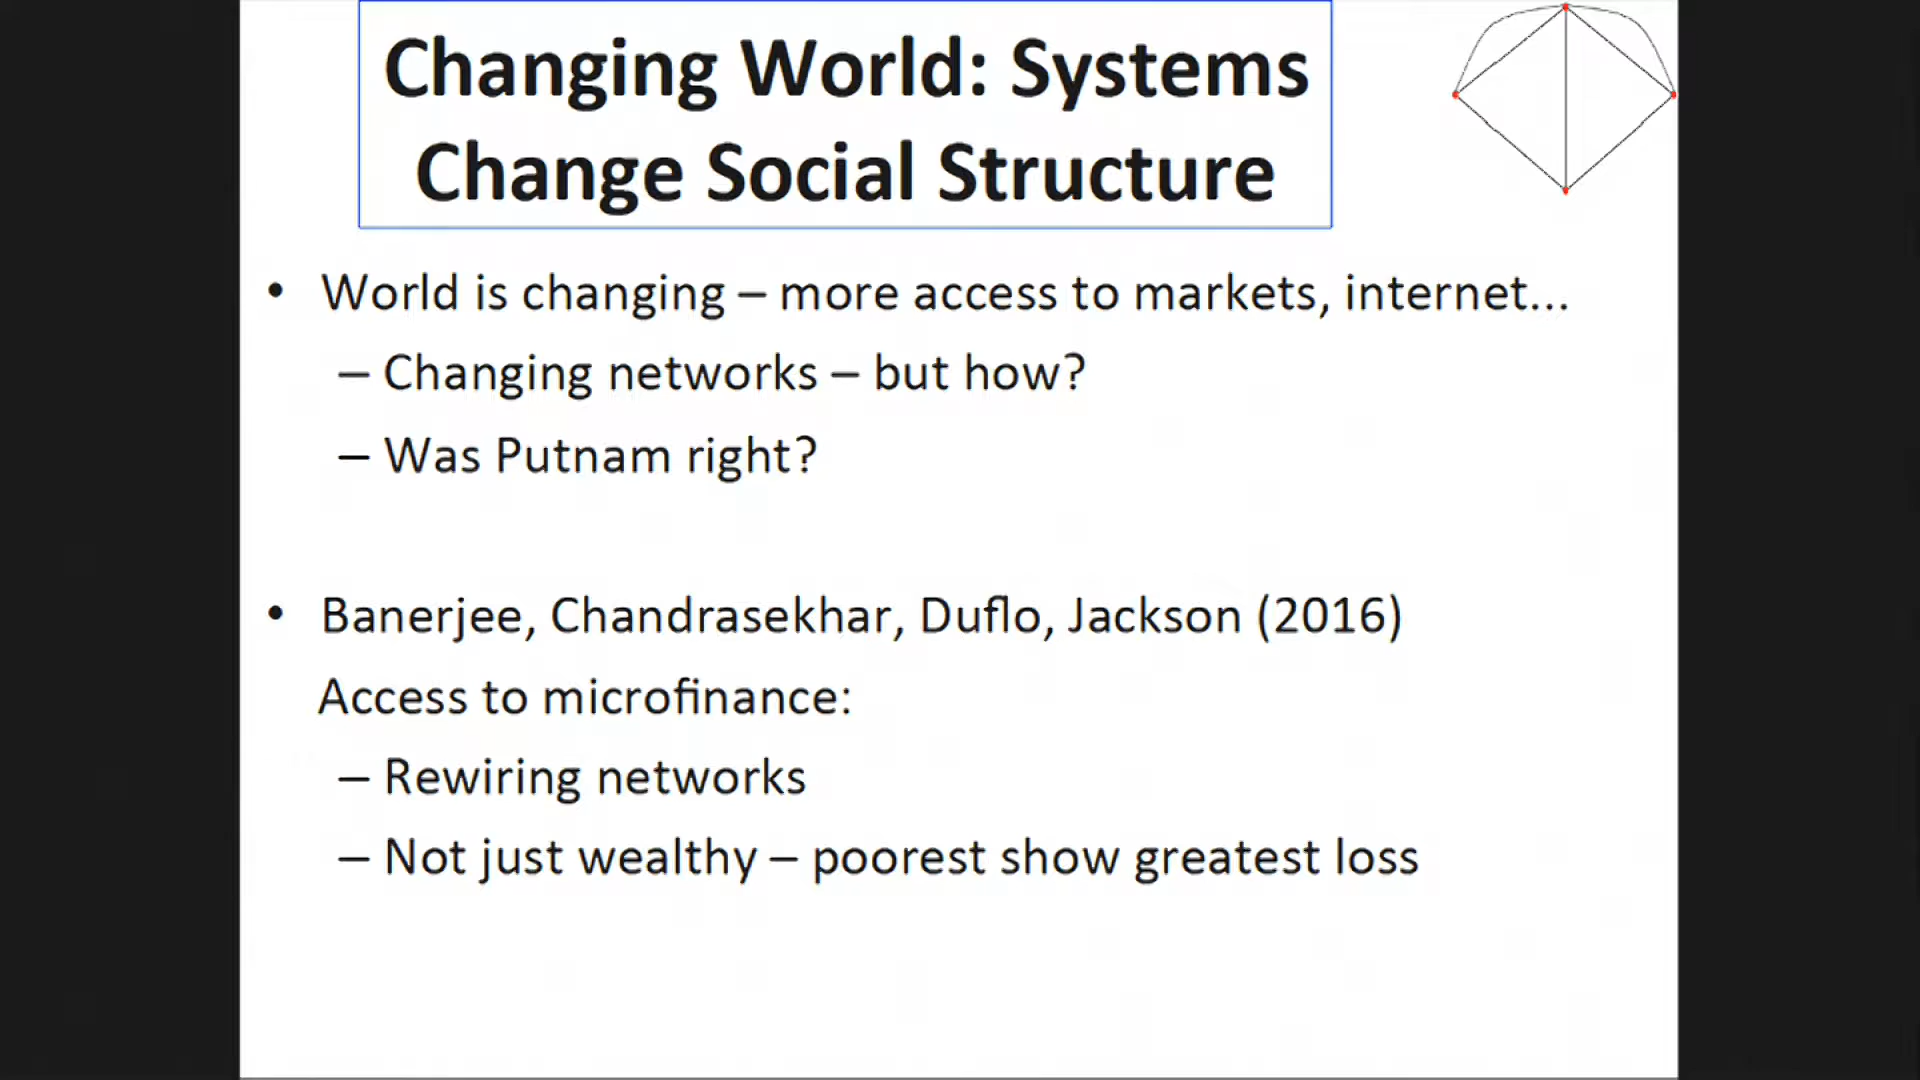 Changing World: Systems
Change Social Structure
• World is changing – more access to markets, internet...
– Changing networks – but how?
– Was Putnam right?
• Banerjee, Chandrasekhar, Duflo, Jackson (2016)
Access to microfinance:
– Rewiring networks
– Not just wealthy – poorest show greatest loss